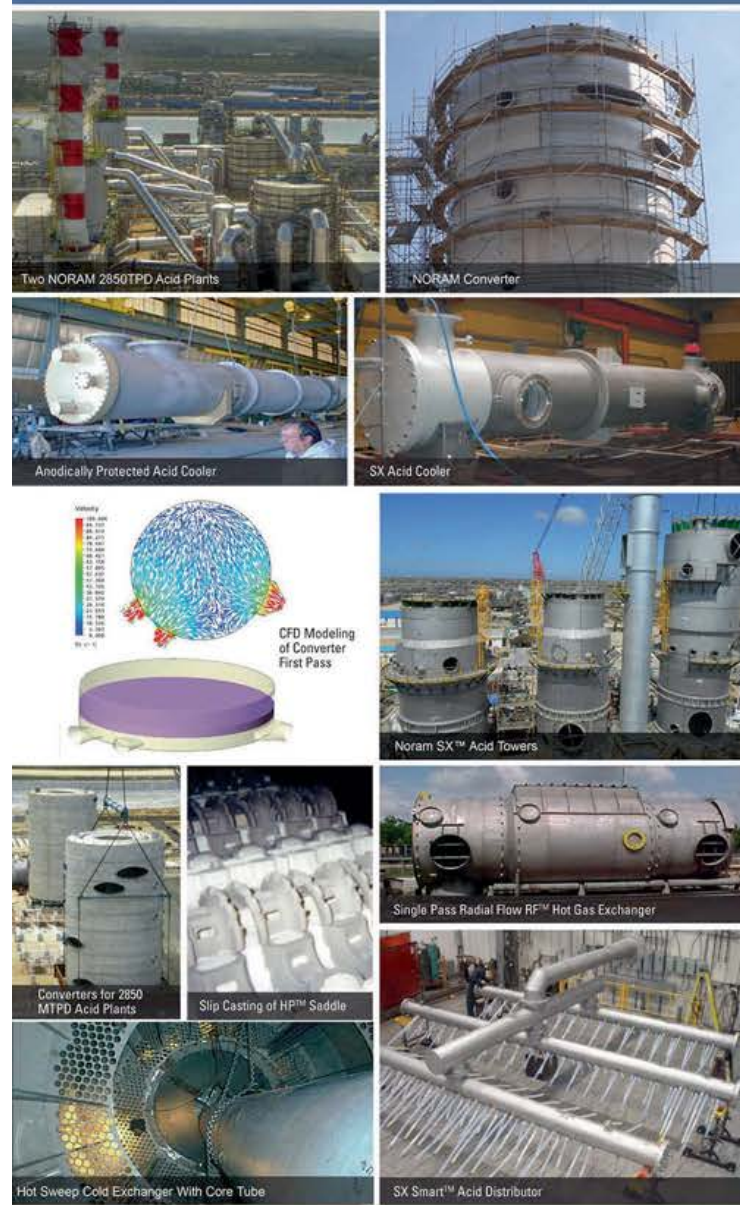 Two NORAM 2850TPD Acid Plants
NORAM Converter
Anodically Protected Acid Cooler
SX Acid Cooler
Velocity
CFD Modeling
of Converter
First Pass
Noram SX™ Acid Towers
Converters for 2850
MTPD Acid Plants
Slip Casting of HP™ Saddle
Single Pass Radial Flow RF™ Hot Gas Exchanger
Hot Sweep Cold Exchanger With Core Tube
SX Smart™ Acid Distributor